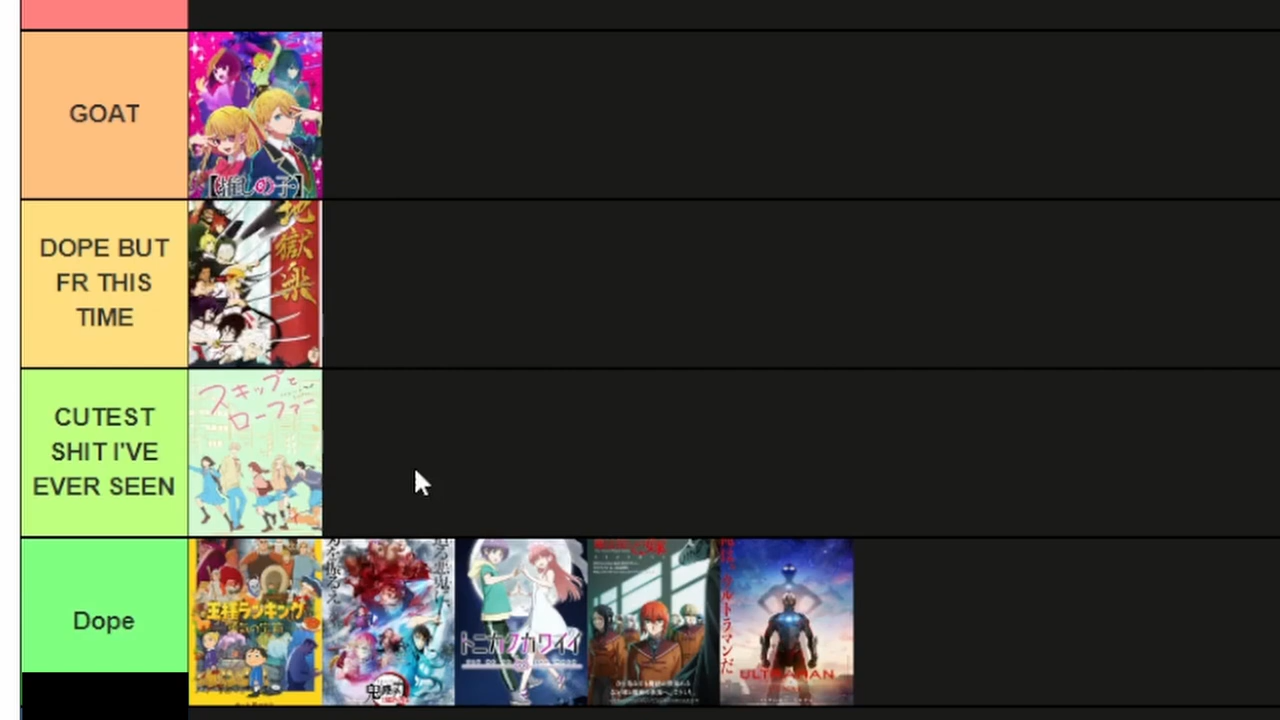 GOAT
【推しの子】
DOPE BUT
FR THIS
TIME
地獄楽
CUTEST
SHIT I'VE
EVER SEEN
スキップと
ローファー
Dope
王様ランキング
トニカクカワイイ
ULTRAMAN